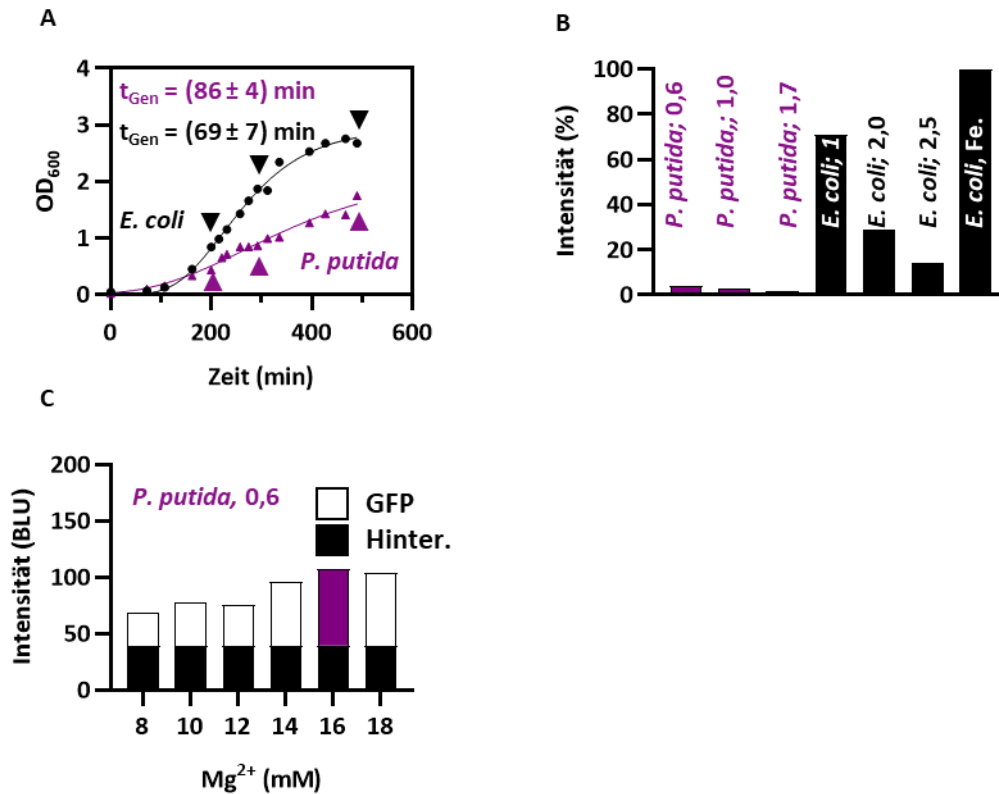 A
4
3
2
1
0
OD600
tGen = (86 ± 4) min
tGen = (69 ± 7) min
E. coli
P. putida
0
200
400
600
Zeit (min)
B
100
80
60
40
20
0
Intensität (%)
P. putida; 0,6
P. putida,; 1,0
P. putida; 1,7
E. coli; 1
E. coli; 2,0
E. coli; 2,5
E. coli, Fe.
C
200
150
100
50
0
Intensität (BLU)
P. putida, 0,6
GFP
Hinter.
8
10
12
14
16
18
Mg2+ (mM)